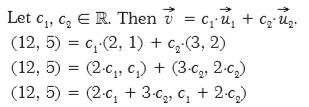 Let c₁, c₂ ∈ ℝ. Then v⃗ = c₁·u⃗₁ + c₂·u⃗₂.
(12, 5) = c₁·(2, 1) + c₂·(3, 2)
(12, 5) = (2·c₁, c₁) + (3·c₂, 2·c₂)
(12, 5) = (2·c₁ + 3·c₂, c₁ + 2·c₂)